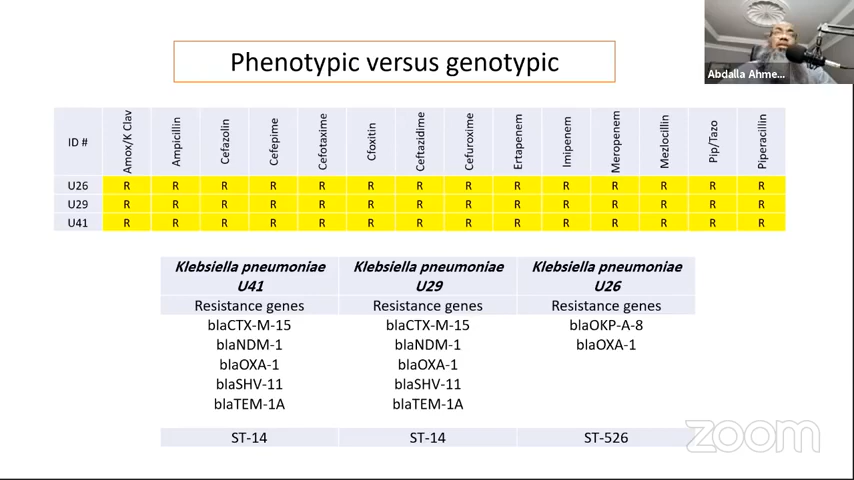 Phenotypic versus genotypic
Abdalla Ahme...
ID # Amox/K Clav Ampicillin Cefazolin Cefepime Cefotaxime Cfoxitin Ceftazidime Cefuroxime Ertapenem Imipenem Meropenem Mezlocillin Pip/Tazo Piperacillin
U26 R R R R R R R R R R R R R R
U29 R R R R R R R R R R R R R R
U41 R R R R R R R R R R R R R R
Klebsiella pneumoniae Klebsiella pneumoniae Klebsiella pneumoniae
U41 U29 U26
Resistance genes Resistance genes Resistance genes
blaCTX-M-15 blaCTX-M-15 blaOKP-A-8
blaNDM-1 blaNDM-1 blaOXA-1
blaOXA-1 blaOXA-1
blaSHV-11 blaSHV-11
blaTEM-1A blaTEM-1A
ST-14 ST-14 ST-526
zoom